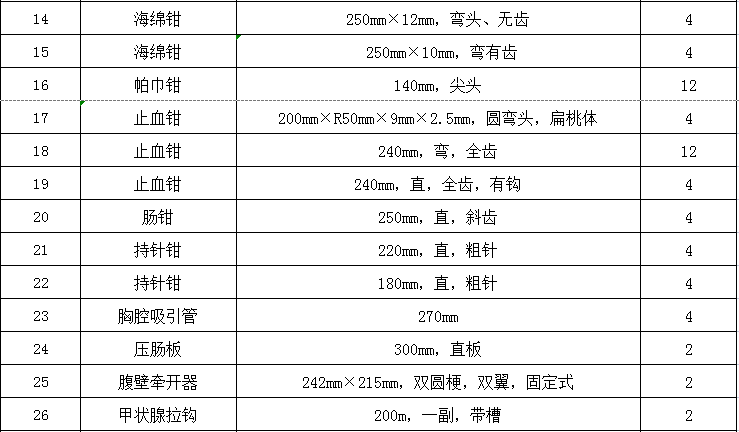 14 海绵钳 250mm×12mm，弯头、无齿 4
15 海绵钳 250mm×10mm，弯有齿 4
16 帕巾钳 140mm，尖头 12
17 止血钳 200mm×R50mm×9mm×2.5mm，圆弯头，扁桃体 4
18 止血钳 240mm，弯，全齿 12
19 止血钳 240mm，直，全齿，有钩 4
20 肠钳 250mm，直，斜齿 4
21 持针钳 220mm，直，粗针 4
22 持针钳 180mm，直，粗针 4
23 胸腔吸引管 270mm 4
24 压肠板 300mm，直板 2
25 腹壁牵开器 242mm×215mm，双圆梗，双翼，固定式 2
26 甲状腺拉钩 200m，一副，带槽 2